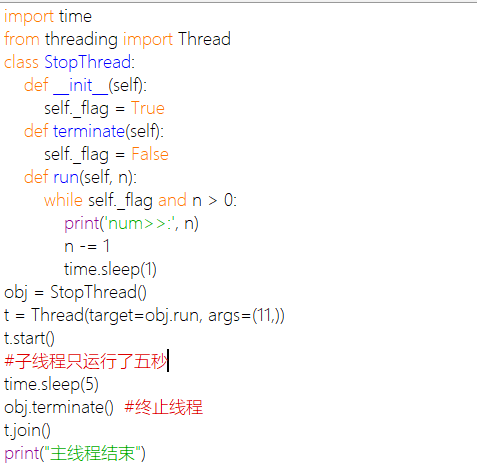 import time
from threading import Thread
class StopThread:
    def __init__(self):
        self._flag = True
    def terminate(self):
        self._flag = False
    def run(self, n):
        while self._flag and n > 0:
            print('num>>:', n)
            n -= 1
            time.sleep(1)
obj = StopThread()
t = Thread(target=obj.run, args=(11,))
t.start()
#子线程只运行了五秒
time.sleep(5)
obj.terminate()  #终止线程
t.join()
print("主线程结束")